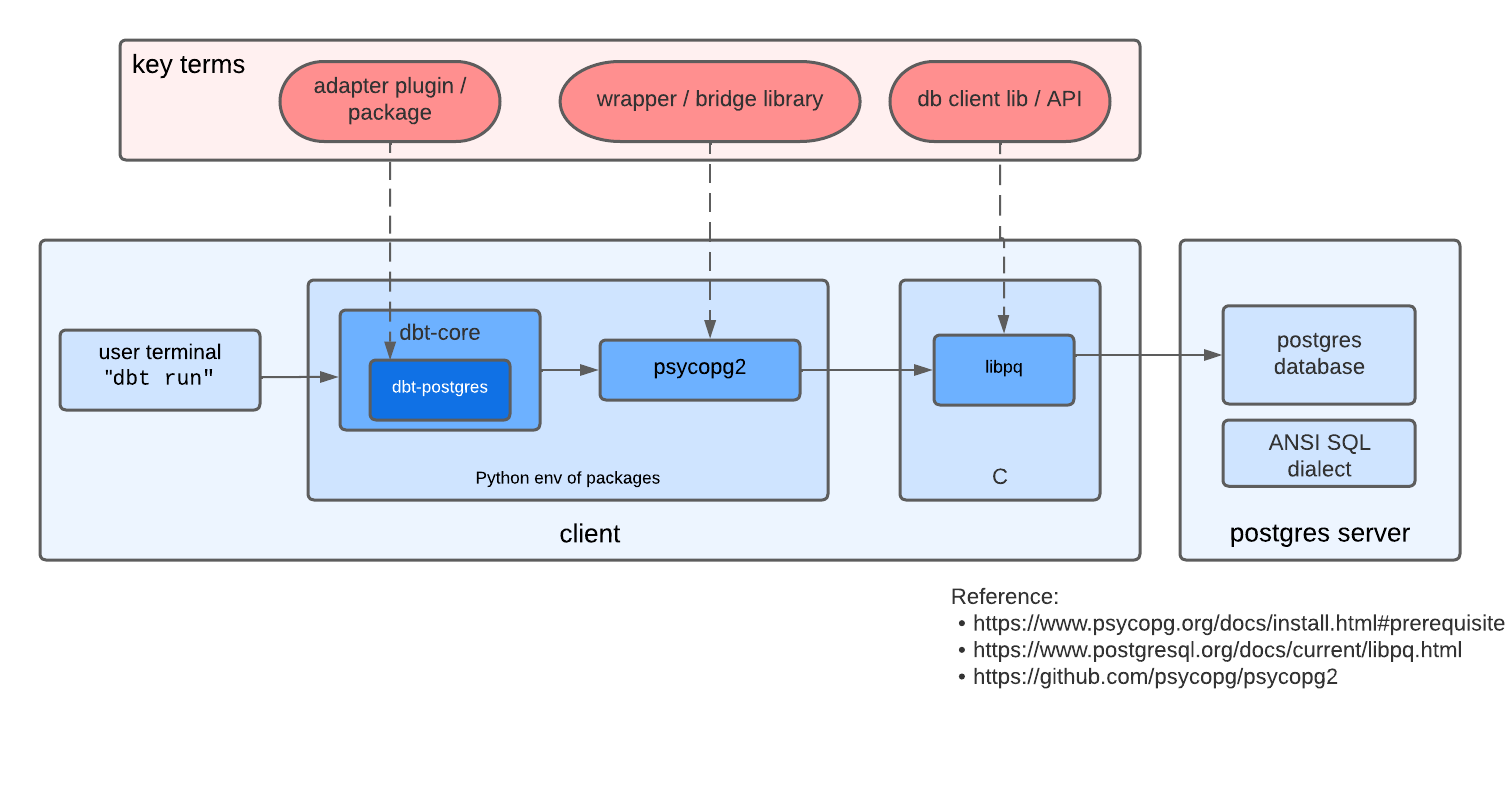 key terms
adapter plugin /
package
wrapper / bridge library
db client lib / API
user terminal
"dbt run"
dbt-core
dbt-postgres
psycopg2
Python env of packages
libpq
C
client
postgres
database
ANSI SQL
dialect
postgres server
Reference:
• https://www.psycopg.org/docs/install.html#prerequisite
• https://www.postgresql.org/docs/current/libpq.html
• https://github.com/psycopg/psycopg2